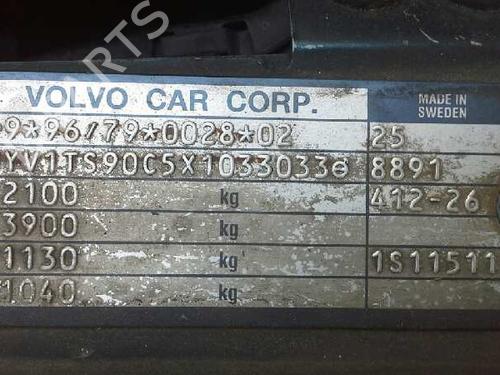 PARTS
VOLVO CAR CORP.
MADE IN
SWEDEN
9*96/79*0028*02 25
YV1TS90C5X1033033 8891
2100 kg 412-26
3900
1130 kg 1S11511
1040 kg